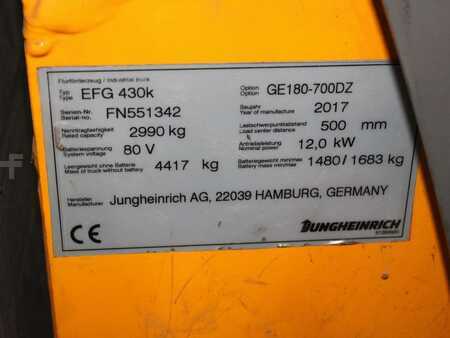 Flurförderzeug / Industrial truck
Typ
Type EFG 430k
Option
Option GE180-700DZ
Serien-Nr.
Serial-no. FN551342
Baujahr
Year of manufacture 2017
Nenntragfähigkeit
Rated capacity 2990 kg
Lastschwerpunktabstand
Load center distance 500 mm
Batteriespannung
System voltage 80 V
Antriebsleistung
Nominal power 12,0 kW
Leergewicht ohne Batterie
Mass of truck without battery 4417 kg
Batteriegewicht min/max
Battery mass min/max 1480/ 1683 kg
Hersteller
Manufacturer Jungheinrich AG, 22039 HAMBURG, GERMANY
CE
JUNGHEINRICH